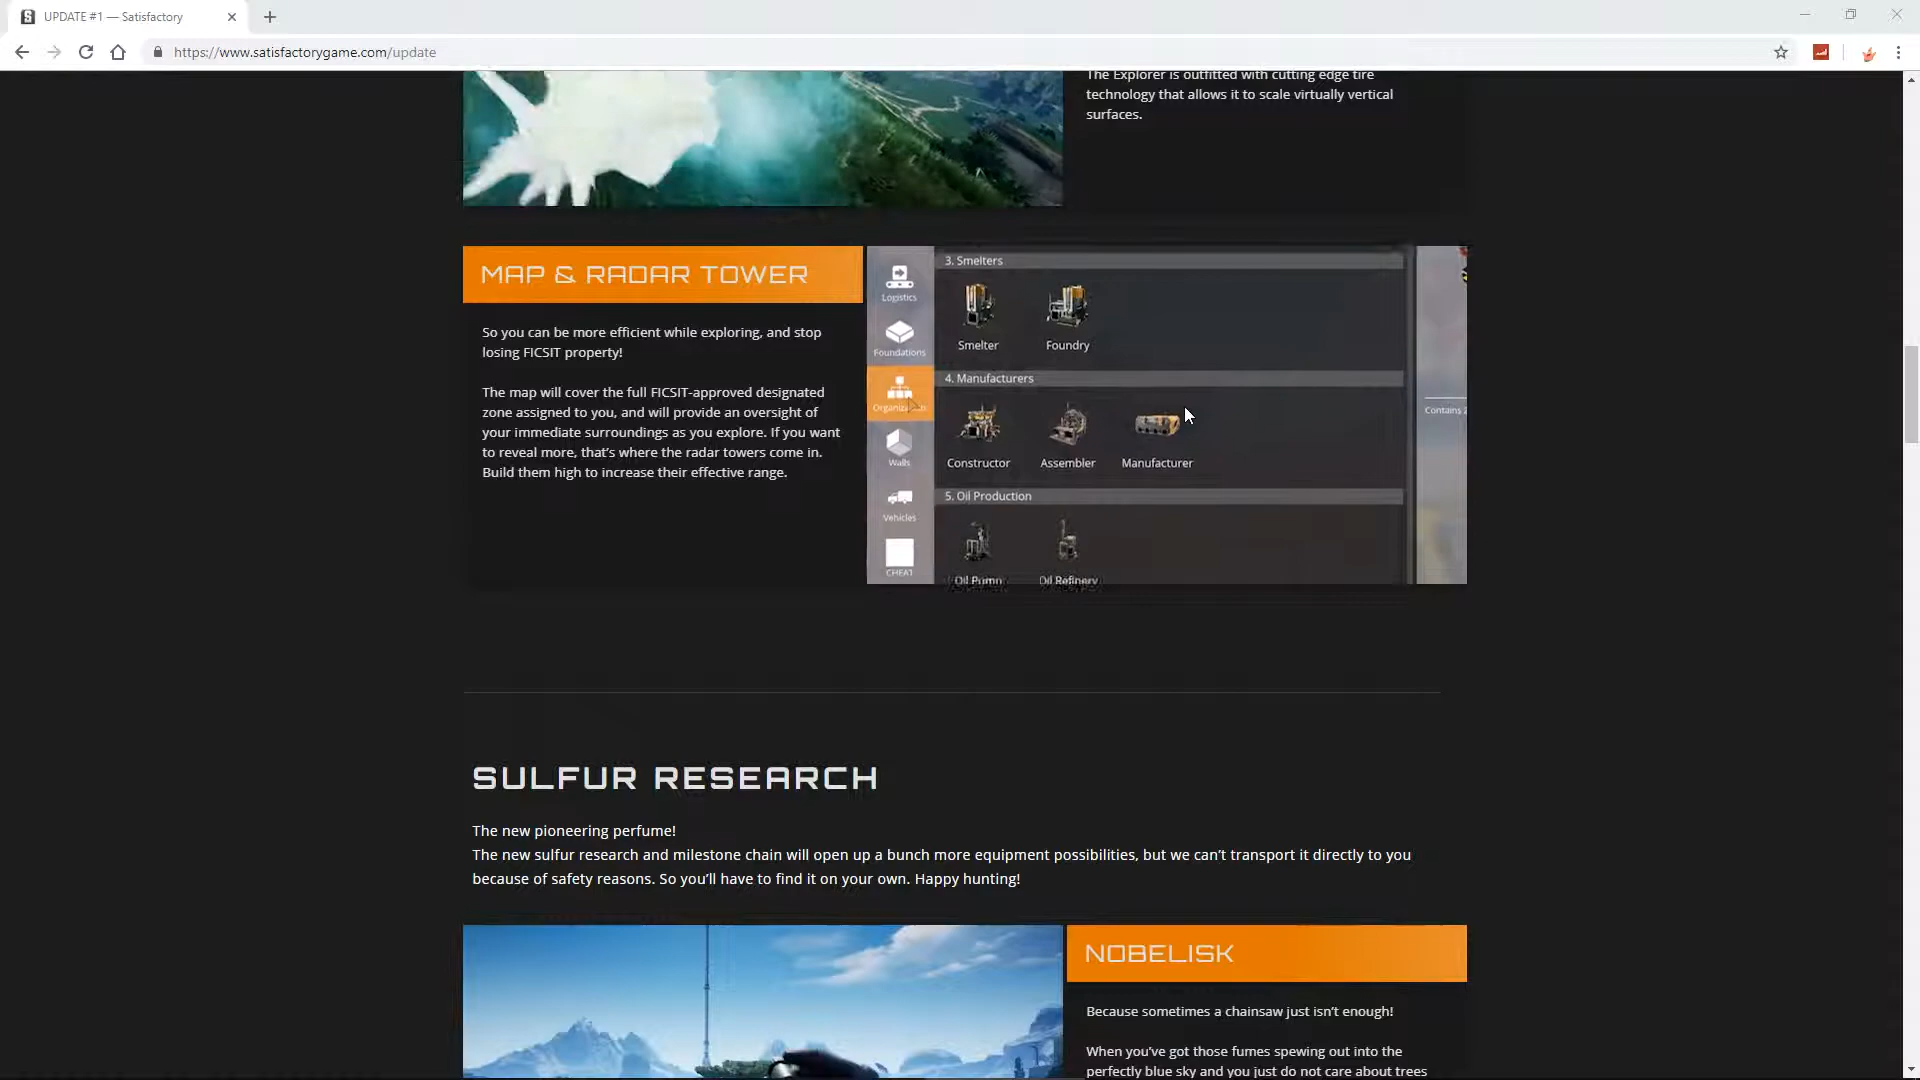 UPDATE #1 — Satisfactory
https://www.satisfactorygame.com/update
The Explorer is outfitted with cutting edge tire
technology that allows it to scale virtually vertical
surfaces.
MAP & RADAR TOWER
So you can be more efficient while exploring, and stop
losing FICSIT property!
The map will cover the full FICSIT-approved designated
zone assigned to you, and will provide an oversight of
your immediate surroundings as you explore. If you want
to reveal more, that's where the radar towers come in.
Build them high to increase their effective range.
Logistics
Foundations
Organization
Walls
Vehicles
CHEAT
3. Smelters
Smelter Foundry
4. Manufacturers
Constructor Assembler Manufacturer
5. Oil Production
Oil Pump Oil Refinery
Contains
SULFUR RESEARCH
The new pioneering perfume!
The new sulfur research and milestone chain will open up a bunch more equipment possibilities, but we can't transport it directly to you
because of safety reasons. So you'll have to find it on your own. Happy hunting!
NOBELISK
Because sometimes a chainsaw just isn't enough!
When you've got those fumes spewing out into the
perfectly blue sky and you just do not care about trees